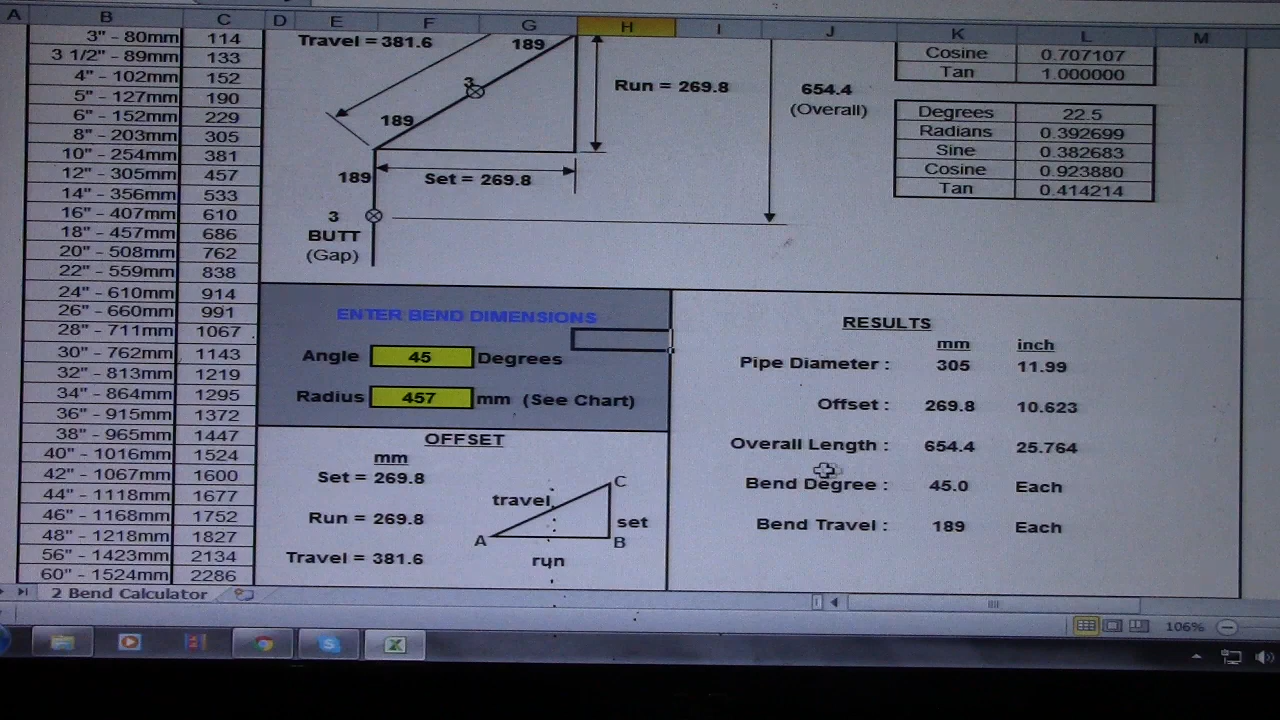 A B C D E F G H I J K L M
3" - 80mm 114
3 1/2" - 89mm 133
4" - 102mm 152
5" - 127mm 190
6" - 152mm 229
8" - 203mm 305
10" - 254mm 381
12" - 305mm 457
14" - 356mm 533
16" - 407mm 610
18" - 457mm 686
20" - 508mm 762
22" - 559mm 838
24" - 610mm 914
26" - 660mm 991
28" - 711mm 1067
30" - 762mm 1143
32" - 813mm 1219
34" - 864mm 1295
36" - 915mm 1372
38" - 965mm 1447
40" - 1016mm 1524
42" - 1067mm 1600
44" - 1118mm 1677
46" - 1168mm 1752
48" - 1218mm 1827
56" - 1423mm 2134
60" - 1524mm 2286
Travel = 381.6
189
3
189
Run = 269.8
654.4
(Overall)
189
Set = 269.8
3
BUTT
(Gap)
Cosine 0.707107
Tan 1.000000
Degrees 22.5
Radians 0.392699
Sine 0.382683
Cosine 0.923880
Tan 0.414214
ENTER BEND DIMENSIONS
Angle 45 Degrees
Radius 457 mm (See Chart)
OFFSET
mm
Set = 269.8
Run = 269.8
Travel = 381.6
travel
C
set
A
B
run
RESULTS
mm inch
Pipe Diameter : 305 11.99
Offset : 269.8 10.623
Overall Length : 654.4 25.764
Bend Degree : 45.0 Each
Bend Travel : 189 Each
2 Bend Calculator
106%